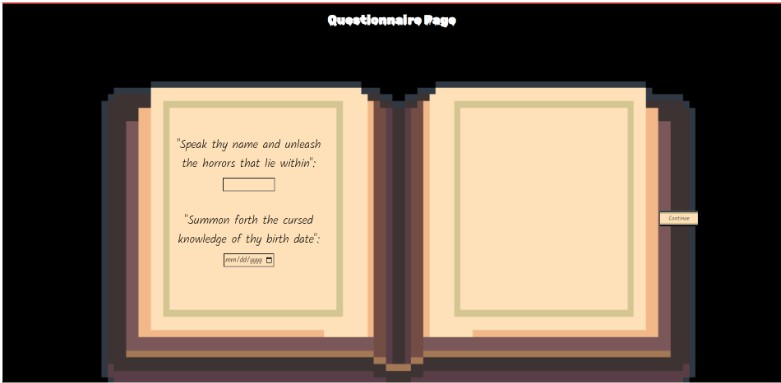 Questionnaire Page
"Speak thy name and unleash
the horrors that lie within":
"Summon forth the cursed
knowledge of thy birth date":
mm/dd/yyyy
Continue